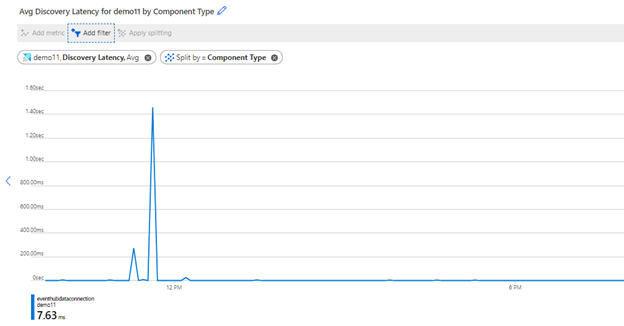 Avg Discovery Latency for demo11 by Component Type
Add metric Add filter Apply splitting
demo11, Discovery Latency, Avg Split by = Component Type
1.60sec
1.40sec
1.20sec
1.00sec
800.00ms
600.00ms
400.00ms
200.00ms
0sec
12 PM 6 PM
eventhubdataconnection
demo11
7.63 ms